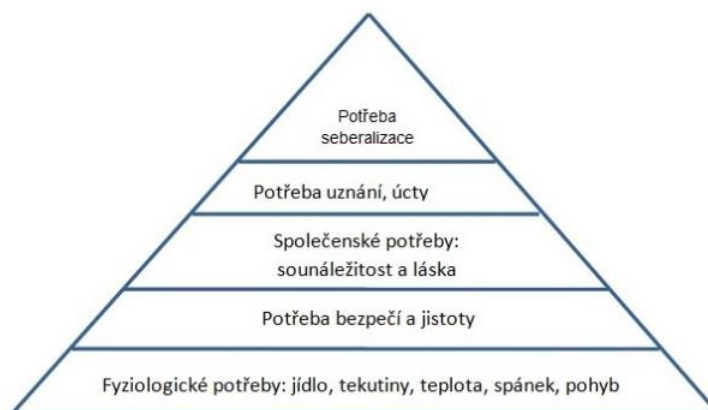 Potřeba
seberalizace
Potřeba uznání, úcty
Společenské potřeby:
sounáležitost a láska
Potřeba bezpečí a jistoty
Fyziologické potřeby: jídlo, tekutiny, teplota, spánek, pohyb